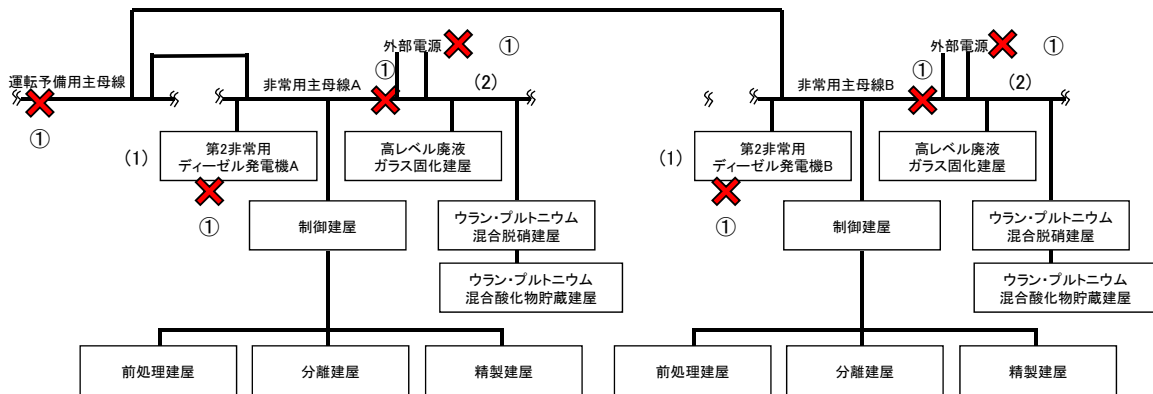 外部電源
①
外部電源
①
運転予備用主母線
非常用主母線A
①
(2)
非常用主母線B
①
(2)
①
(1)
第2非常用
ディーゼル発電機A
高レベル廃液
ガラス固化建屋
(1)
第2非常用
ディーゼル発電機B
高レベル廃液
ガラス固化建屋
①
①
制御建屋
ウラン・プルトニウム
混合脱硝建屋
制御建屋
ウラン・プルトニウム
混合脱硝建屋
ウラン・プルトニウム
混合酸化物貯蔵建屋
ウラン・プルトニウム
混合酸化物貯蔵建屋
前処理建屋
分離建屋
精製建屋
前処理建屋
分離建屋
精製建屋